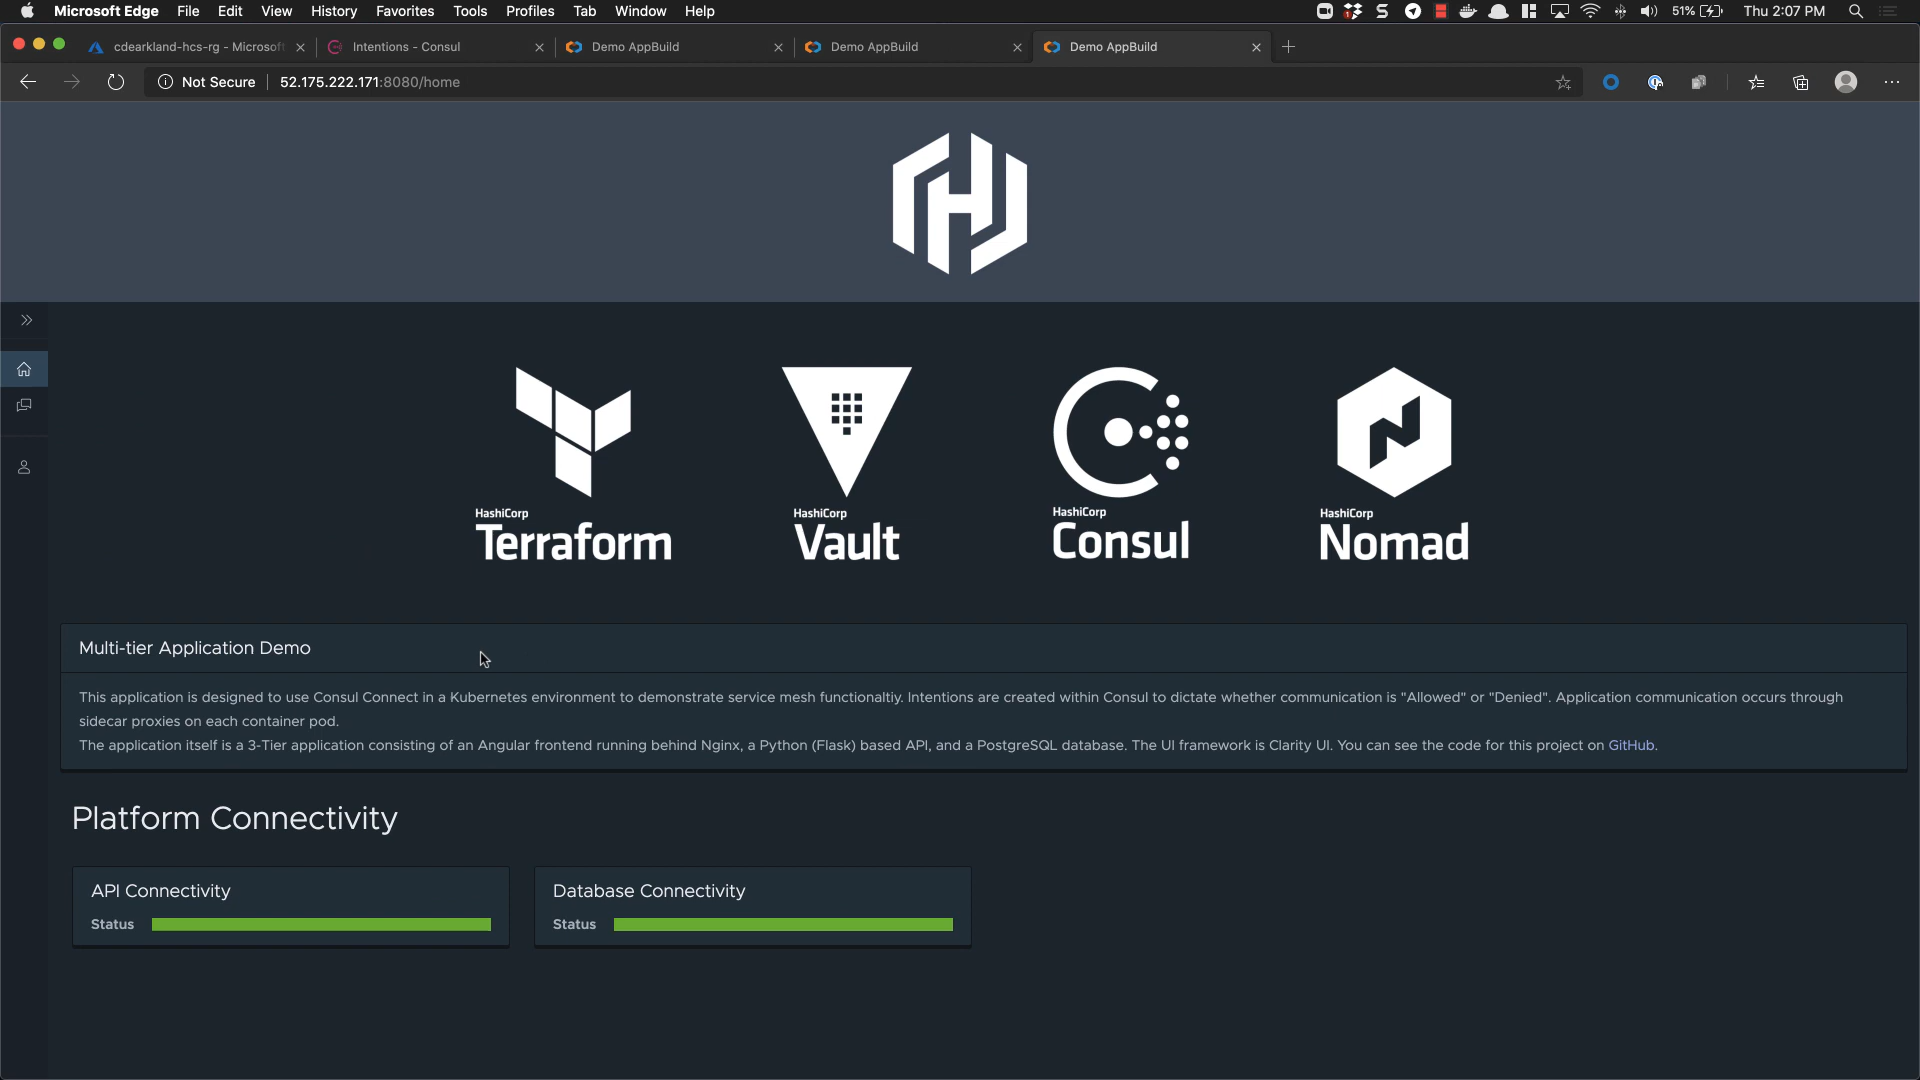 Microsoft Edge File Edit View History Favorites Tools Profiles Tab Window Help 51% Thu 2:07 PM
cdearkland-hcs-rg - Microsoft Intentions - Consul Demo AppBuild Demo AppBuild Demo AppBuild
Not Secure 52.175.222.171:8080/home
HashiCorp
Terraform
HashiCorp
Vault
HashiCorp
Consul
HashiCorp
Nomad
Multi-tier Application Demo
This application is designed to use Consul Connect in a Kubernetes environment to demonstrate service mesh functionaltiy. Intentions are created within Consul to dictate whether communication is "Allowed" or "Denied". Application communication occurs through
sidecar proxies on each container pod.
The application itself is a 3-Tier application consisting of an Angular frontend running behind Nginx, a Python (Flask) based API, and a PostgreSQL database. The UI framework is Clarity UI. You can see the code for this project on GitHub.
Platform Connectivity
API Connectivity
Status
Database Connectivity
Status